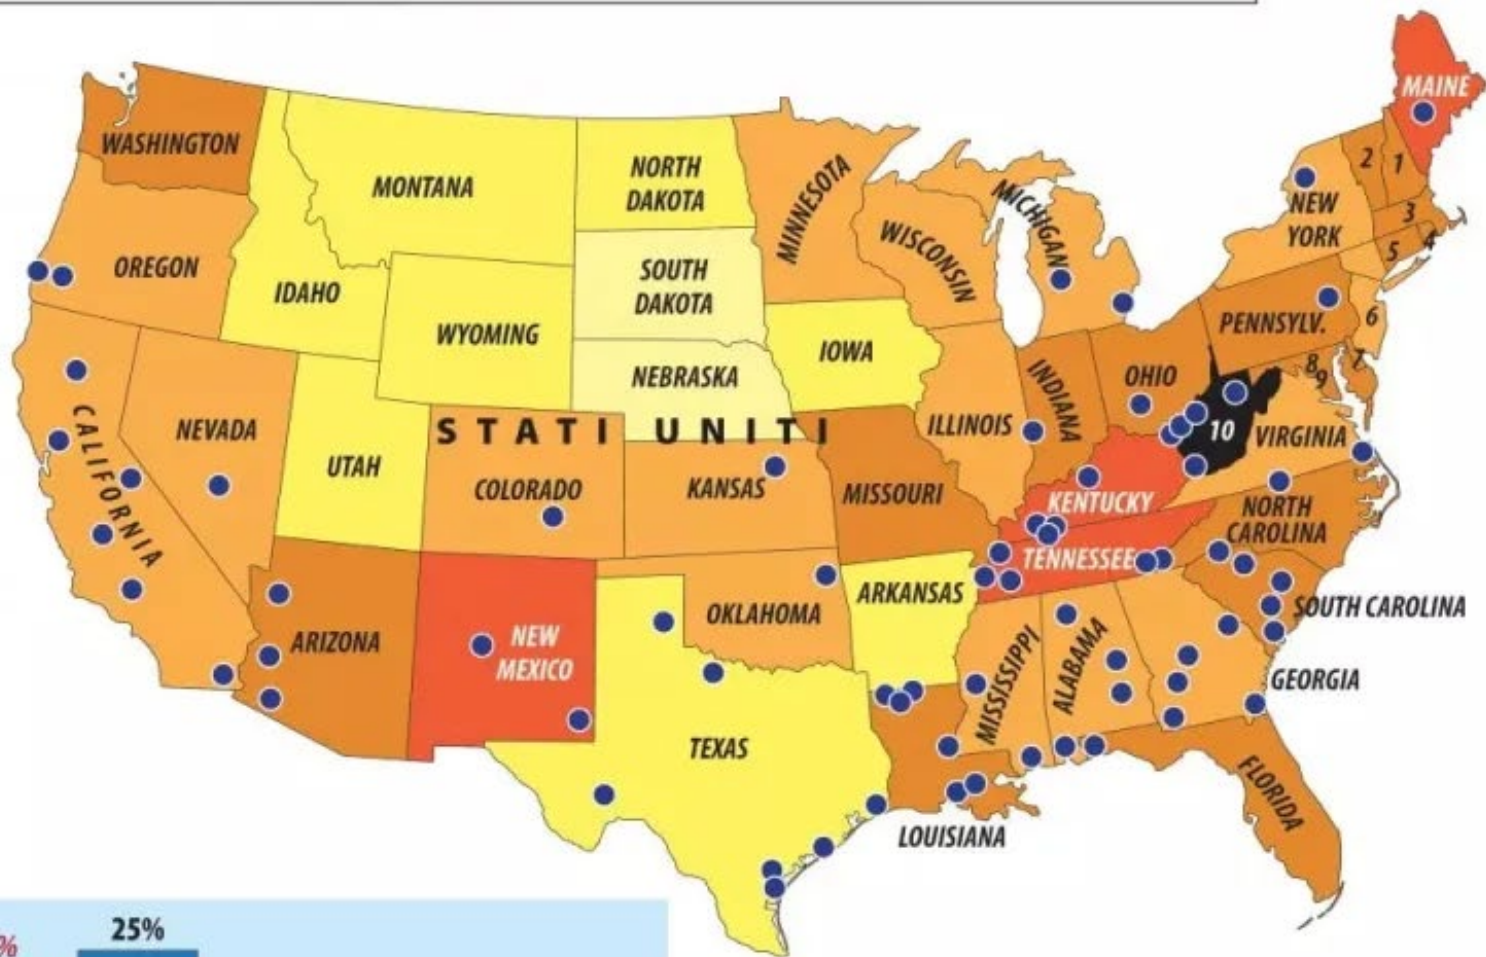 MAINE
WASHINGTON
MONTANA
NORTH
DAKOTA
MINNESOTA
MICHIGAN
2
1
NEW
YORK
3
4
5
OREGON
IDAHO
SOUTH
DAKOTA
WISCONSIN
WYOMING
IOWA
PENNSYLV.
6
NEBRASKA
INDIANA
OHIO
8
9
7
NEVADA
STATI UNITI
ILLINOIS
10
VIRGINIA
CALIFORNIA
UTAH
COLORADO
KANSAS
MISSOURI
KENTUCKY
NORTH
CAROLINA
TENNESSEE
ARKANSAS
ARIZONA
NEW
MEXICO
OKLAHOMA
SOUTH CAROLINA
MISSISSIPPI
ALABAMA
GEORGIA
TEXAS
FLORIDA
LOUISIANA
25%
%